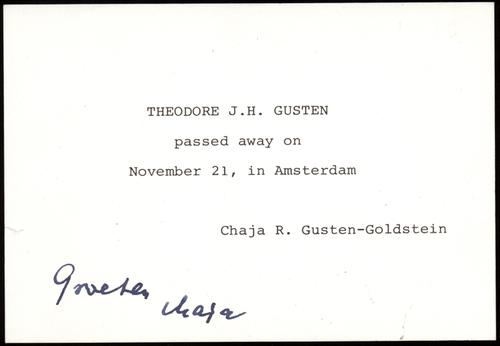 THEODORE J.H. GUSTEN
passed away on
November 21, in Amsterdam
Chaja R. Gusten-Goldstein
Groeten
Chaja